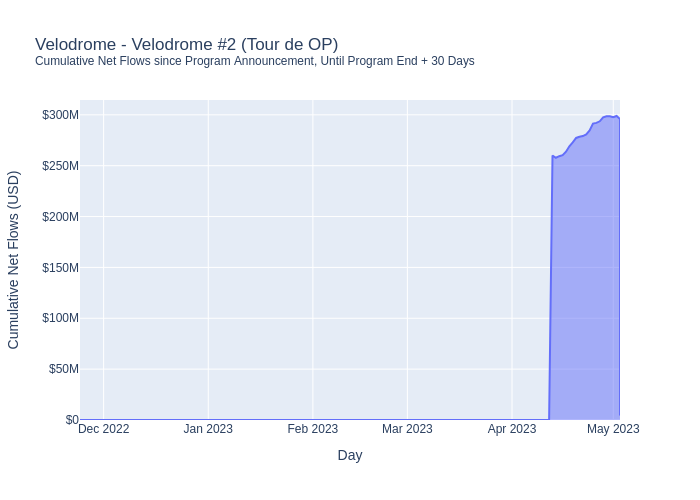 Velodrome - Velodrome #2 (Tour de OP)
Cumulative Net Flows since Program Announcement, Until Program End + 30 Days
Cumulative Net Flows (USD)
$300M
$250M
$200M
$150M
$100M
$50M
$0
Dec 2022 Jan 2023 Feb 2023 Mar 2023 Apr 2023 May 2023
Day